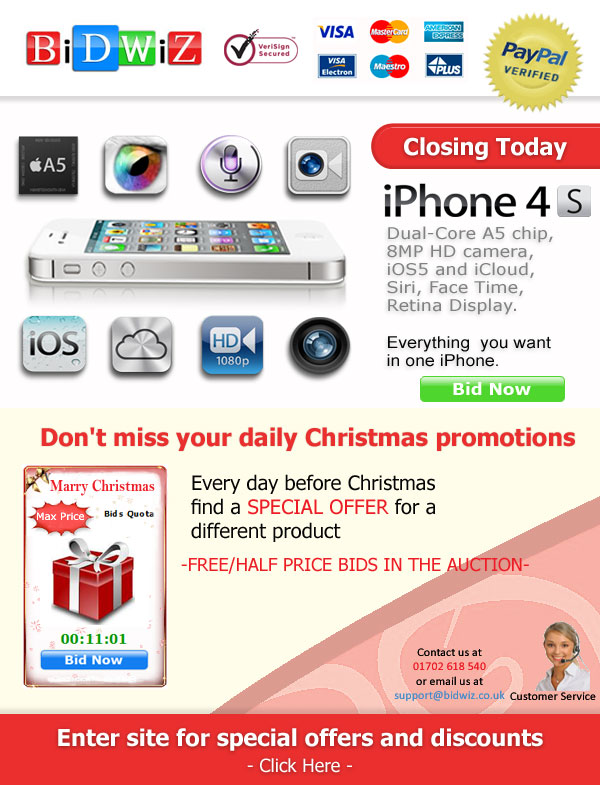 BiDWiZ
VeriSign
Secured
VISA
MasterCard
AMERICAN
EXPRESS
VISA
Electron
Maestro
PLUS
PayPal
VERIFIED
A5
Closing Today
iPhone 4 S
Dual-Core A5 chip,
8MP HD camera,
iOS5 and iCloud,
Siri, Face Time,
Retina Display.
iOS
HD
1080p
Everything you want
in one iPhone.
Bid Now
Don't miss your daily Christmas promotions
Marry Christmas
Max Price
Bids Quota
00:11:01
Bid Now
Every day before Christmas
find a SPECIAL OFFER for a
different product
-FREE/HALF PRICE BIDS IN THE AUCTION-
Contact us at
01702 618 540
or email us at
support@bidwiz.co.uk
Customer Service
Enter site for special offers and discounts
- Click Here -